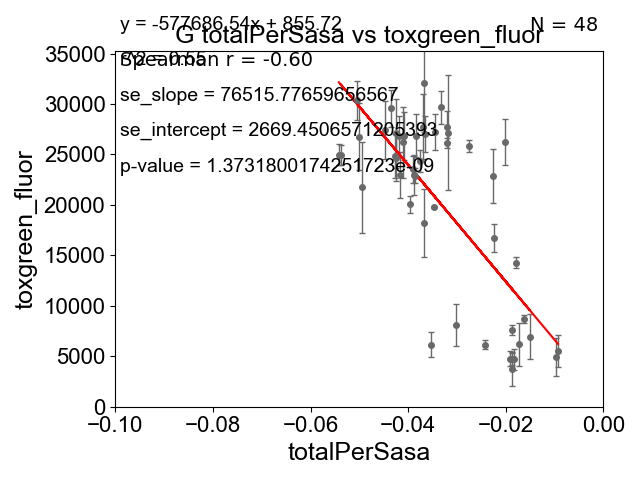 y = -577686.54x + 855.72
N = 48
G totalPerSasa vs toxgreen_fluor
r^2 = 0.55
Spearman r = -0.60
se_slope = 76515.77659656567
se_intercept = 2669.4506571205393
p-value = 1.3731800174251723e-09
35000
30000
25000
20000
15000
10000
5000
0
toxgreen_fluor
−0.10 −0.08 −0.06 −0.04 −0.02 0.00
totalPerSasa